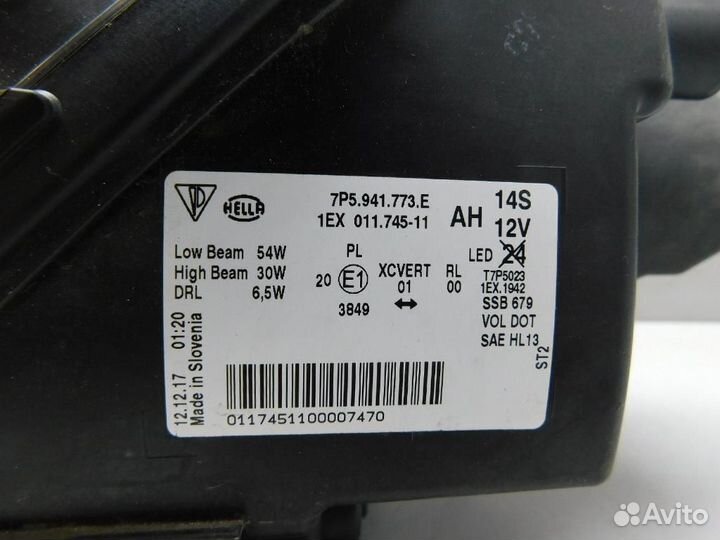 HELLA
7P5.941.773.E
1EX 011.745-11
AH
14S
12V
Low Beam 54W
High Beam 30W
DRL 6,5W
PL
20 E1
3849
XCVERT
01
RL
00
LED 24
T7P5023
1EX.1942
SSB 679
VOL DOT
SAE HL13
ST2
12.12.17 01:20
Made in Slovenia
0117451100007470
Avito